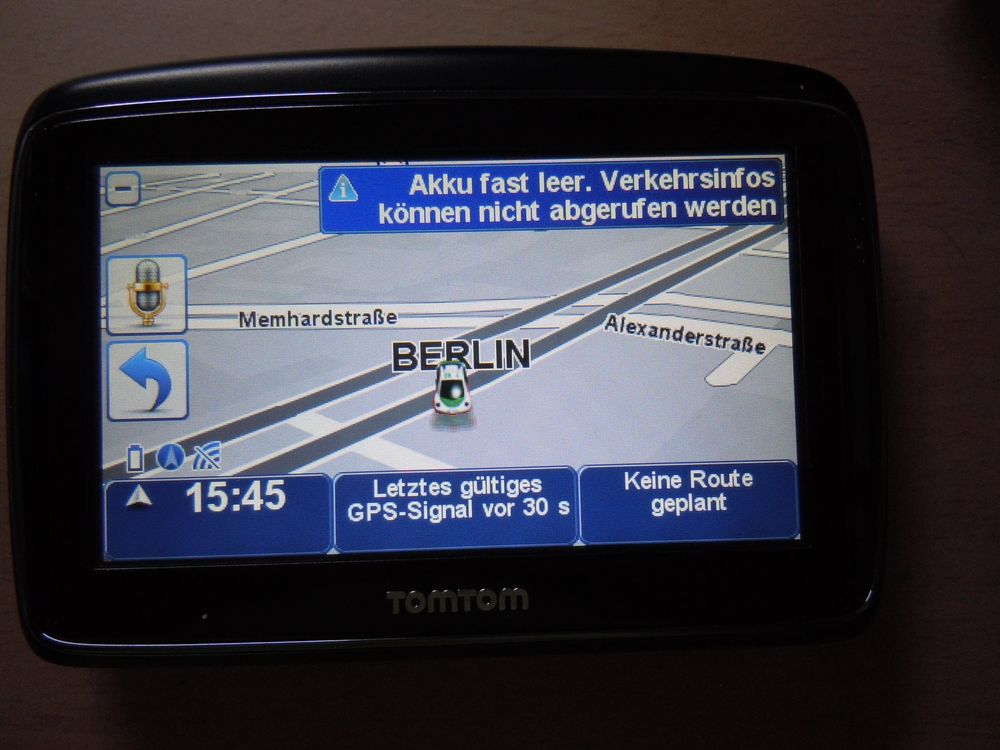 Akku fast leer. Verkehrsinfos
können nicht abgerufen werden
Memhardstraße
Alexanderstraße
BERLIN
15:45
Letztes gültiges
GPS-Signal vor 30 s
Keine Route
geplant
TOMTOM